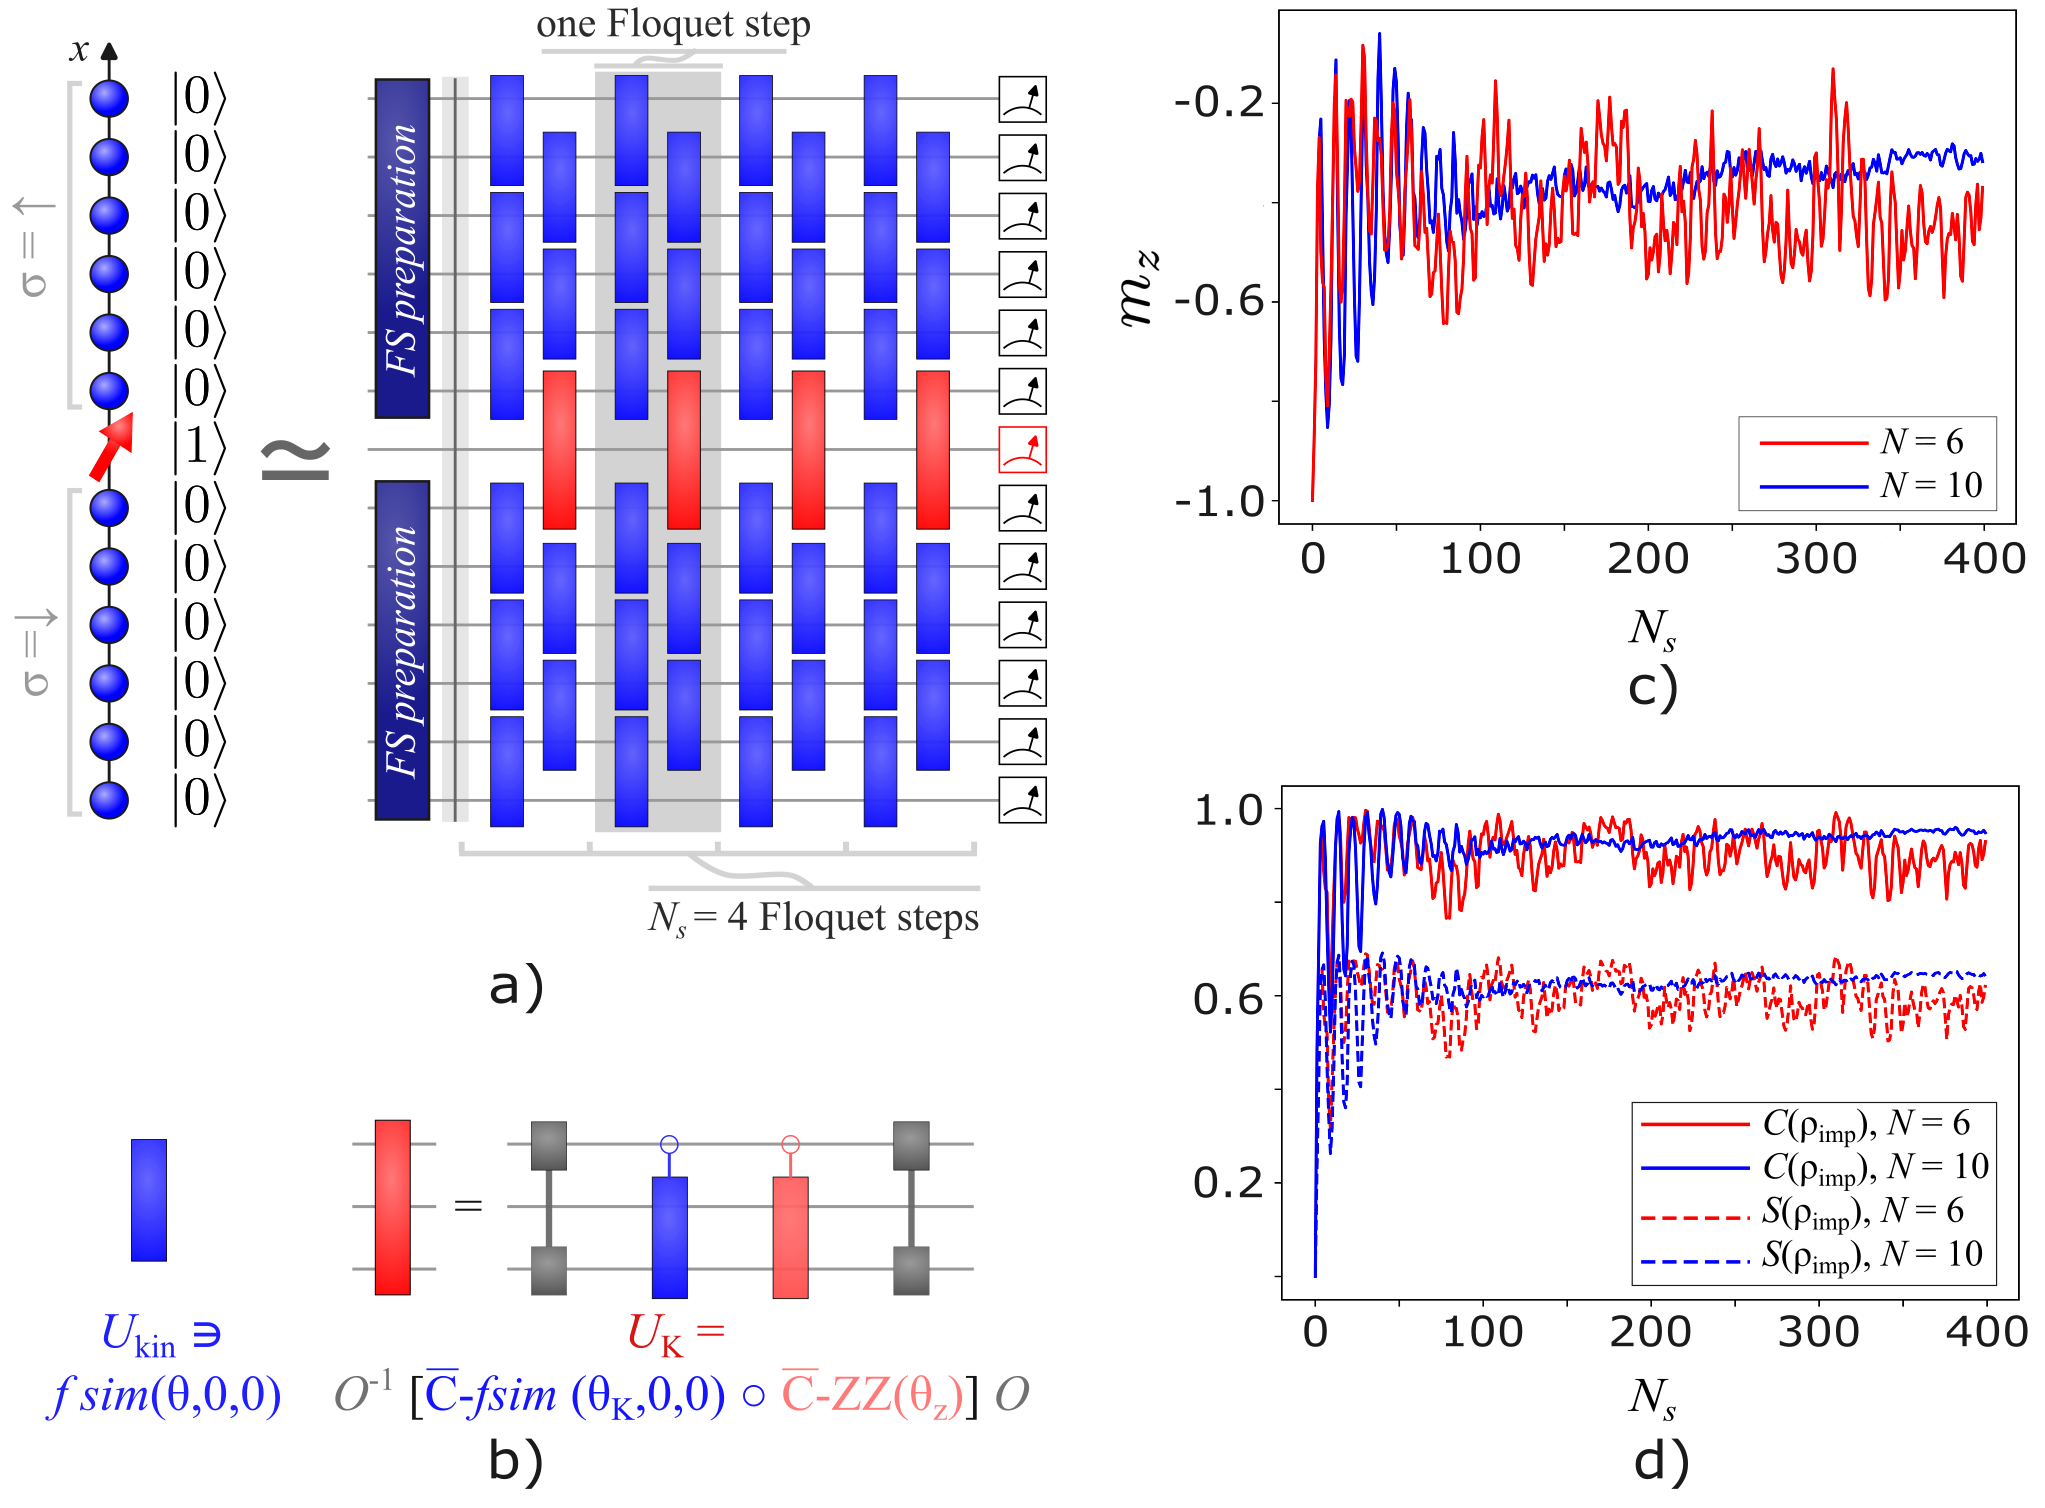 one Floquet step
x
σ = ↑
σ =↓
|0⟩
|0⟩
|0⟩
|0⟩
|0⟩
|0⟩
|1⟩
|0⟩
|0⟩
|0⟩
|0⟩
|0⟩
|0⟩
≃
FS preparation
FS preparation
N_s = 4 Floquet steps
a)
=
U_kin ∋
fsim(θ,0,0)
U_K =
O^-1 [C̅-fsim (θ_K,0,0) ○ C̅-ZZ(θ_z)] O
b)
m_z
-0.2
-0.6
-1.0
N = 6
N = 10
0 100 200 300 400
N_s
c)
1.0
0.6
0.2
C(ρ_imp), N = 6
C(ρ_imp), N = 10
S(ρ_imp), N = 6
S(ρ_imp), N = 10
0 100 200 300 400
N_s
d)